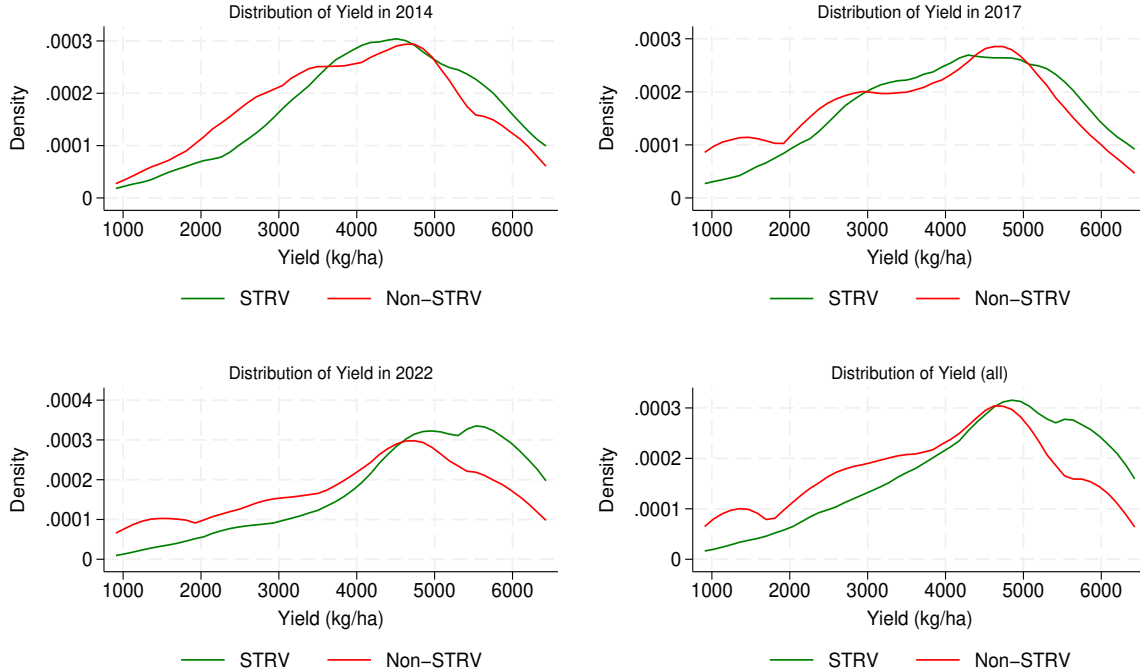 Distribution of Yield in 2014
Density
.0003
.0002
.0001
0
1000 2000 3000 4000 5000 6000
Yield (kg/ha)
STRV Non−STRV
Distribution of Yield in 2017
Density
.0003
.0002
.0001
0
1000 2000 3000 4000 5000 6000
Yield (kg/ha)
STRV Non−STRV
Distribution of Yield in 2022
Density
.0004
.0003
.0002
.0001
0
1000 2000 3000 4000 5000 6000
Yield (kg/ha)
STRV Non−STRV
Distribution of Yield (all)
Density
.0003
.0002
.0001
0
1000 2000 3000 4000 5000 6000
Yield (kg/ha)
STRV Non−STRV